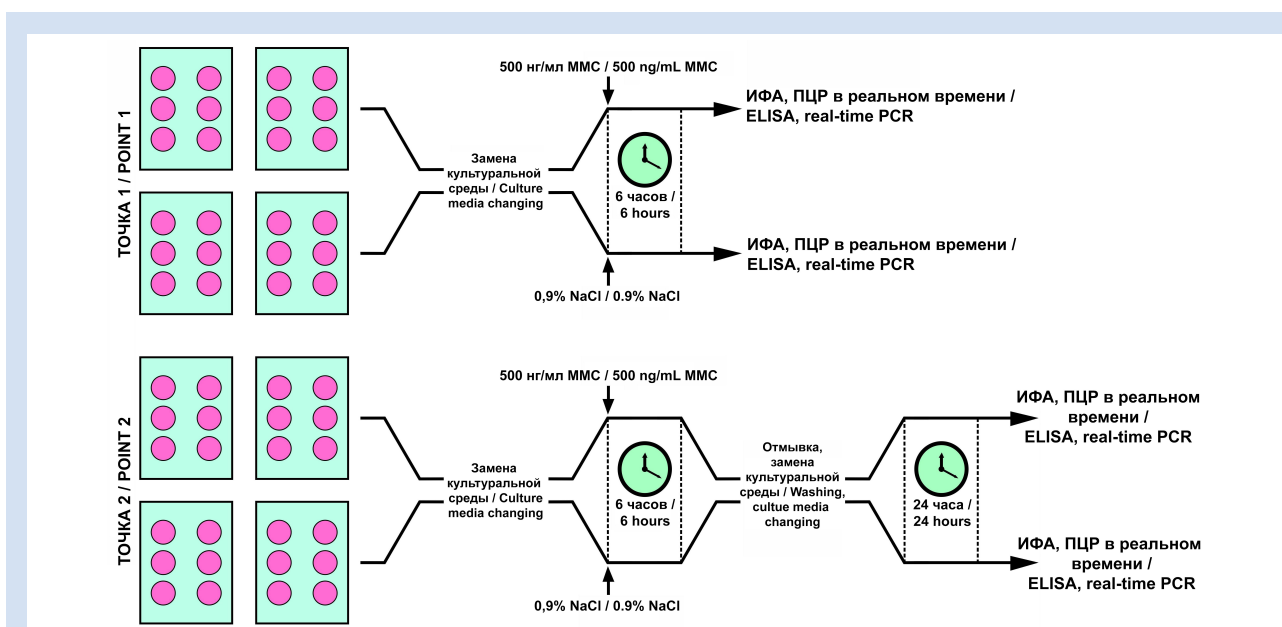 ТОЧКА 1 / POINT 1
500 нг/мл ММС / 500 ng/mL MMC
ИФА, ПЦР в реальном времени /
ELISA, real-time PCR
Замена
культуральной
среды / Culture
media changing
6 часов /
6 hours
ИФА, ПЦР в реальном времени /
ELISA, real-time PCR
0,9% NaCl / 0.9% NaCl
ТОЧКА 2 / POINT 2
500 нг/мл ММС / 500 ng/mL MMC
ИФА, ПЦР в реальном
времени /
ELISA, real-time PCR
Замена
культуральной
среды / Culture
media changing
6 часов /
6 hours
Отмывка,
замена
культуральной
среды / Washing,
cultue media
changing
24 часа /
24 hours
ИФА, ПЦР в реальном
времени /
ELISA, real-time PCR
0,9% NaCl / 0.9% NaCl